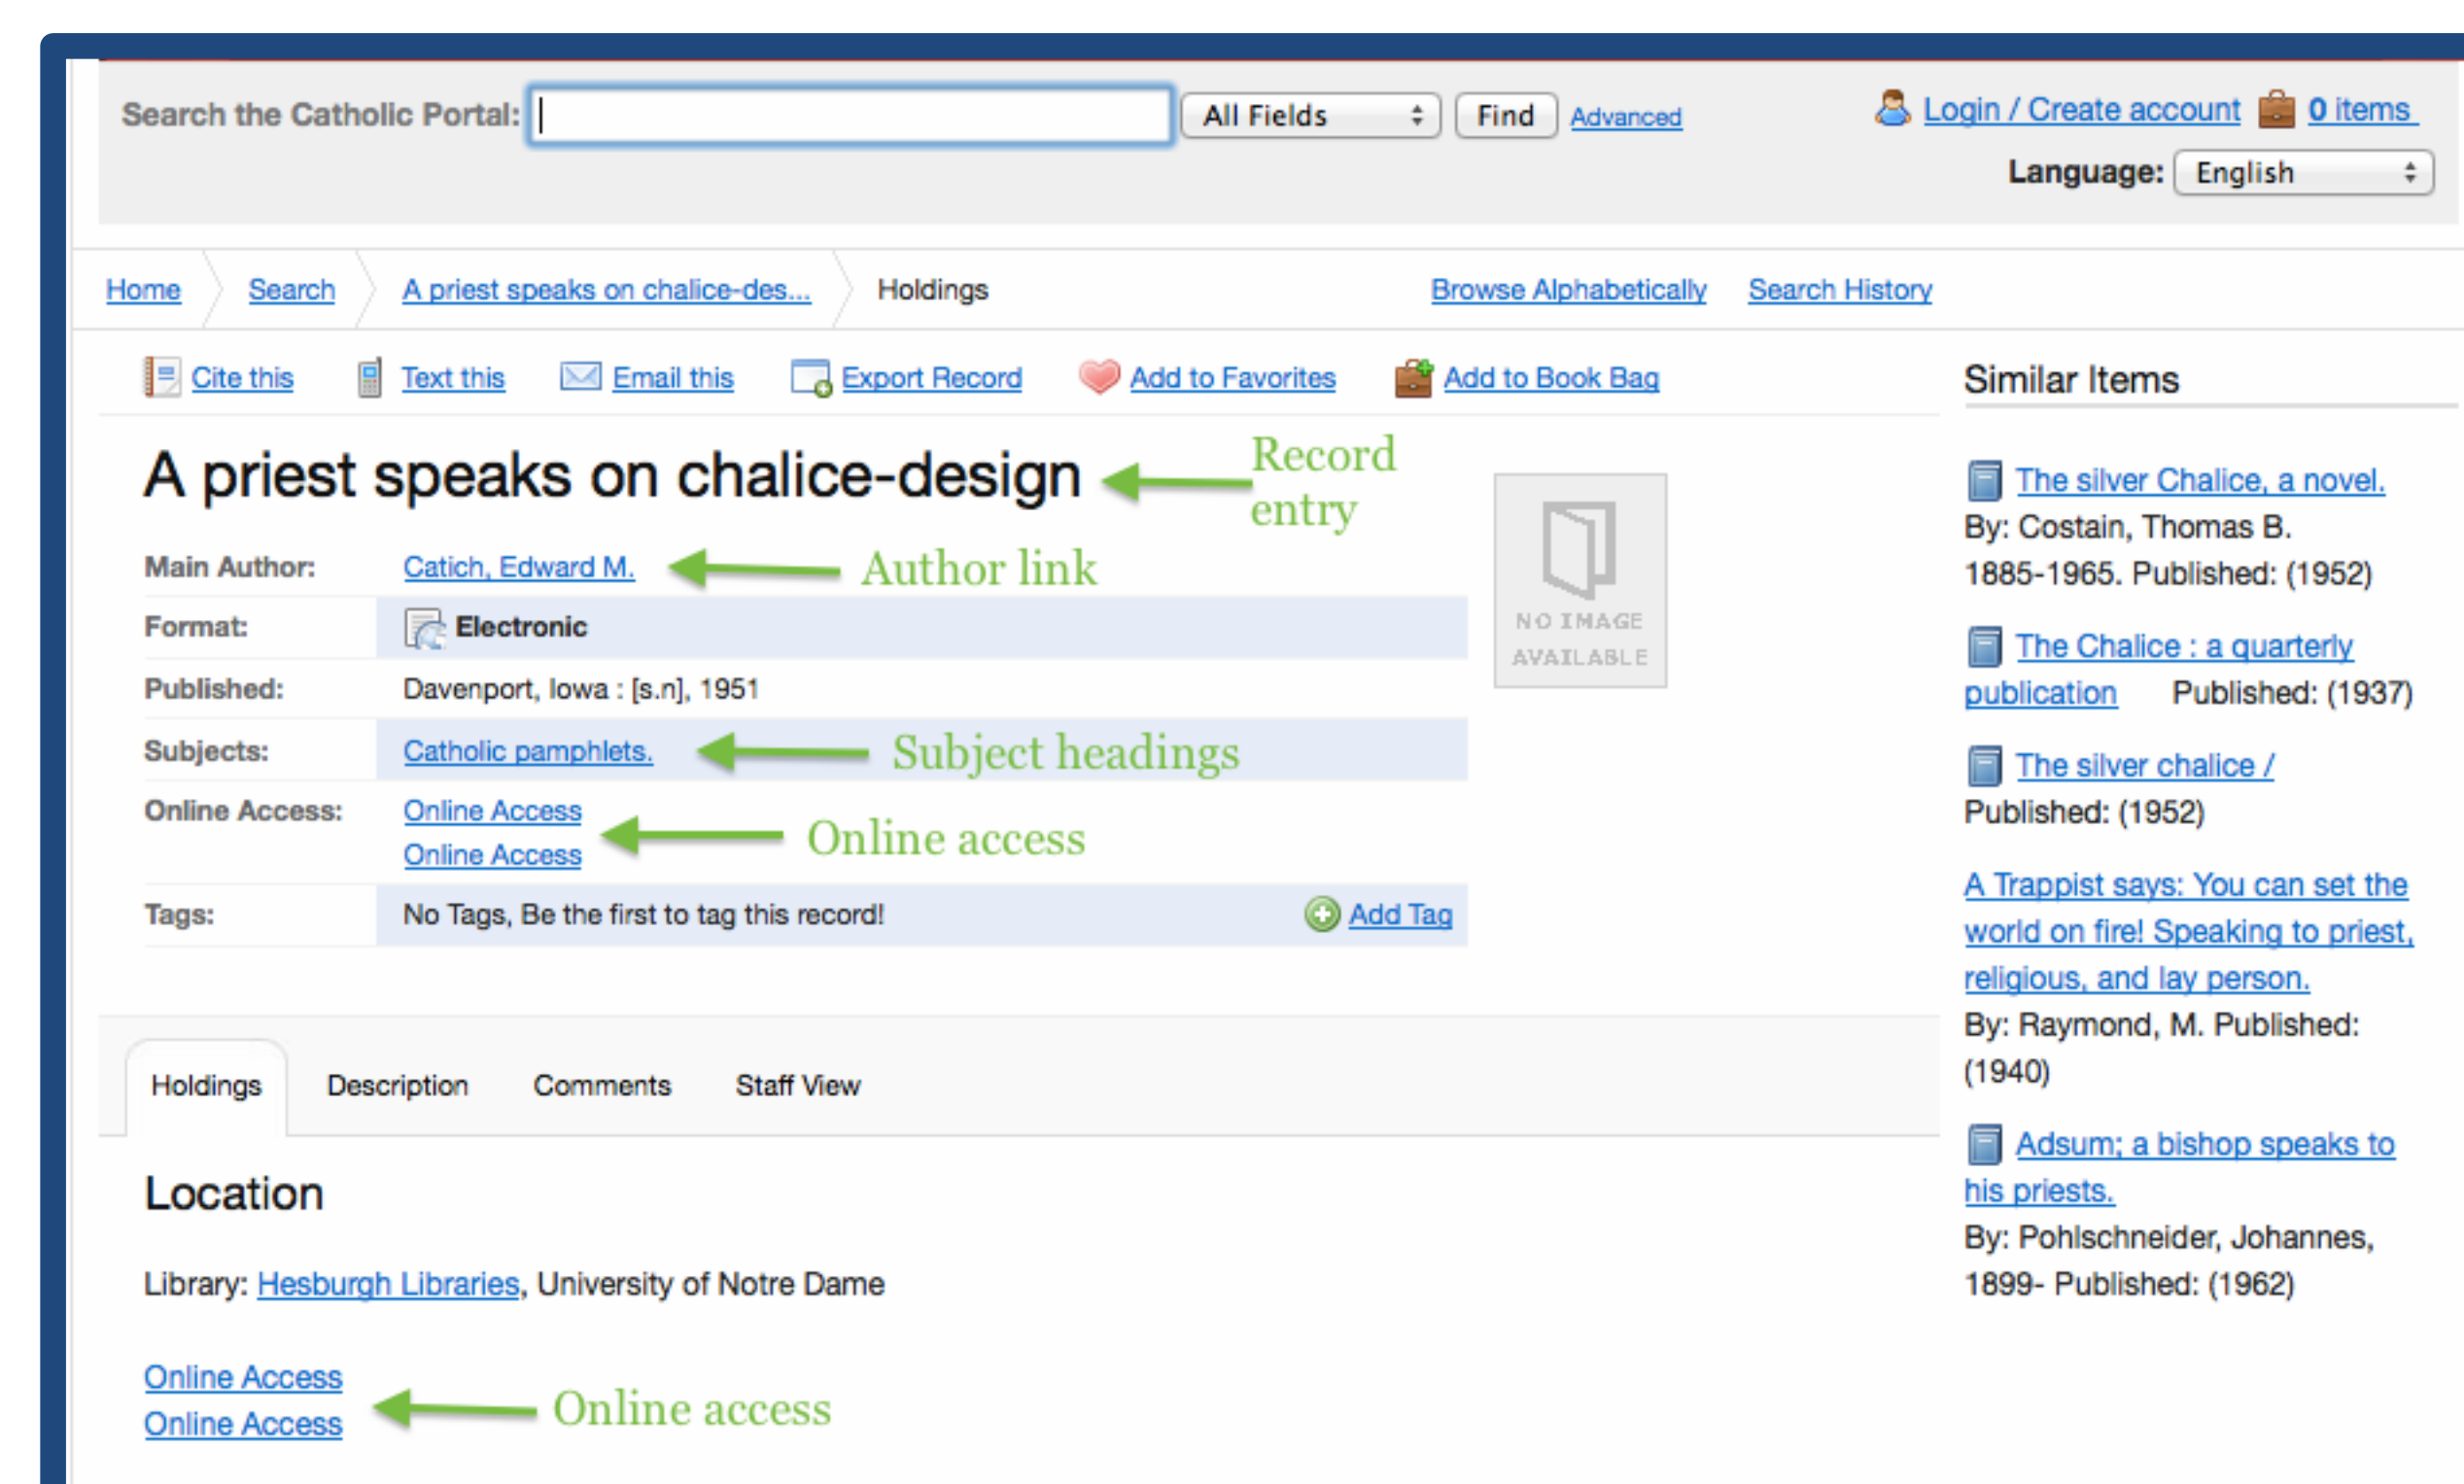 Search the Catholic Portal: All Fields Find Advanced Login / Create account 0 items
Language: English
Home Search A priest speaks on chalice-des... Holdings Browse Alphabetically Search History
Cite this Text this Email this Export Record Add to Favorites Add to Book Bag
A priest speaks on chalice-design
Record
entry
Main Author: Catich, Edward M. Author link
Format: Electronic
Published: Davenport, Iowa : [s.n], 1951
Subjects: Catholic pamphlets. Subject headings
Online Access: Online Access
Online Access
Online access
Tags: No Tags, Be the first to tag this record! Add Tag
NO IMAGE
AVAILABLE
Holdings Description Comments Staff View
Location
Library: Hesburgh Libraries, University of Notre Dame
Online Access
Online Access
Online access
Similar Items
The silver Chalice, a novel.
By: Costain, Thomas B.
1885-1965. Published: (1952)
The Chalice : a quarterly
publication Published: (1937)
The silver chalice /
Published: (1952)
A Trappist says: You can set the
world on fire! Speaking to priest,
religious, and lay person.
By: Raymond, M. Published:
(1940)
Adsum; a bishop speaks to
his priests.
By: Pohlschneider, Johannes,
1899- Published: (1962)